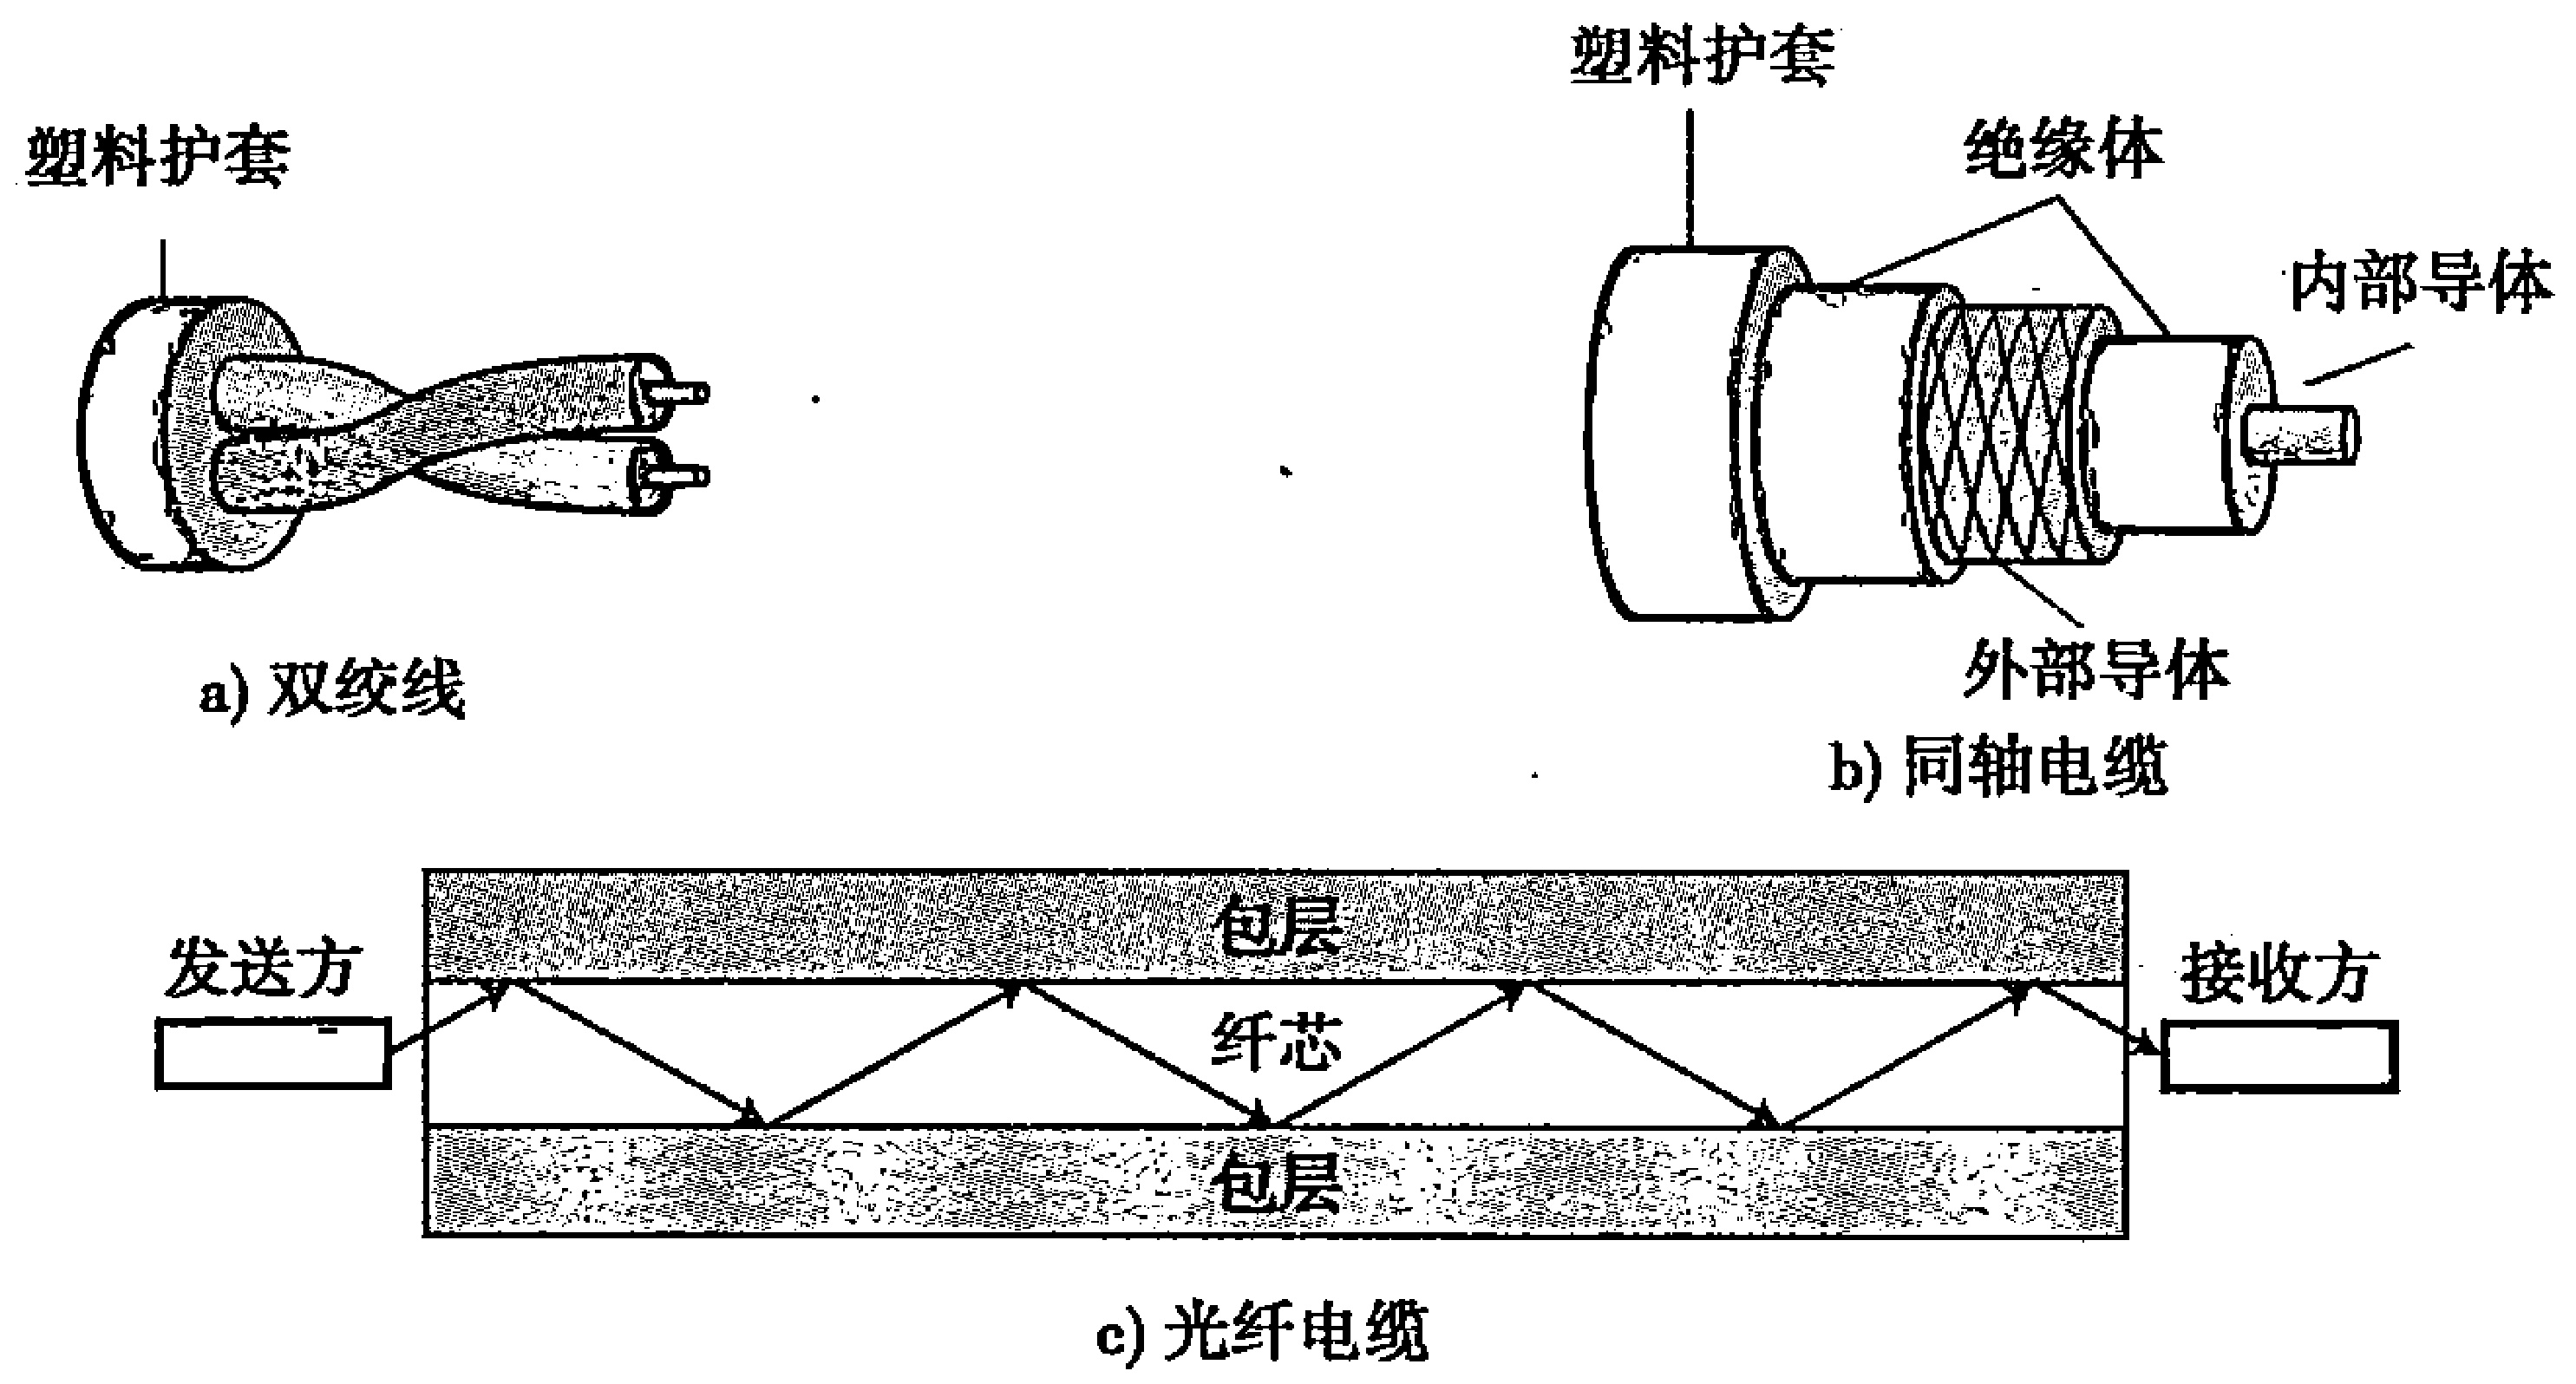 塑料护套
a) 双绞线
塑料护套
绝缘体
内部导体
外部导体
b) 同轴电缆
包层
发送方
纤芯
接收方
包层
c) 光纤电缆